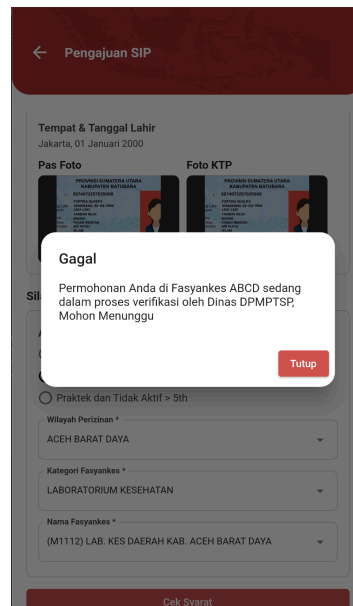 Pengajuan SIP
Tempat & Tanggal Lahir
Jakarta, 01 Januari 2000
Pas Foto
Foto KTP
PROVINSI SUMATERA UTARA
KABUPATEN BATUBARA
PROVINSI SUMATERA UTARA
KABUPATEN BATUBARA
Gagal
Permohonan Anda di Fasyankes ABCD sedang
dalam proses verifikasi oleh Dinas DPMPTSP,
Mohon Menunggu
Tutup
Praktek dan Tidak Aktif > 5th
Wilayah Perizinan *
ACEH BARAT DAYA
Kategori Fasyankes *
LABORATORIUM KESEHATAN
Nama Fasyankes *
(M1112) LAB. KES DAERAH KAB. ACEH BARAT DAYA
Cek Syarat